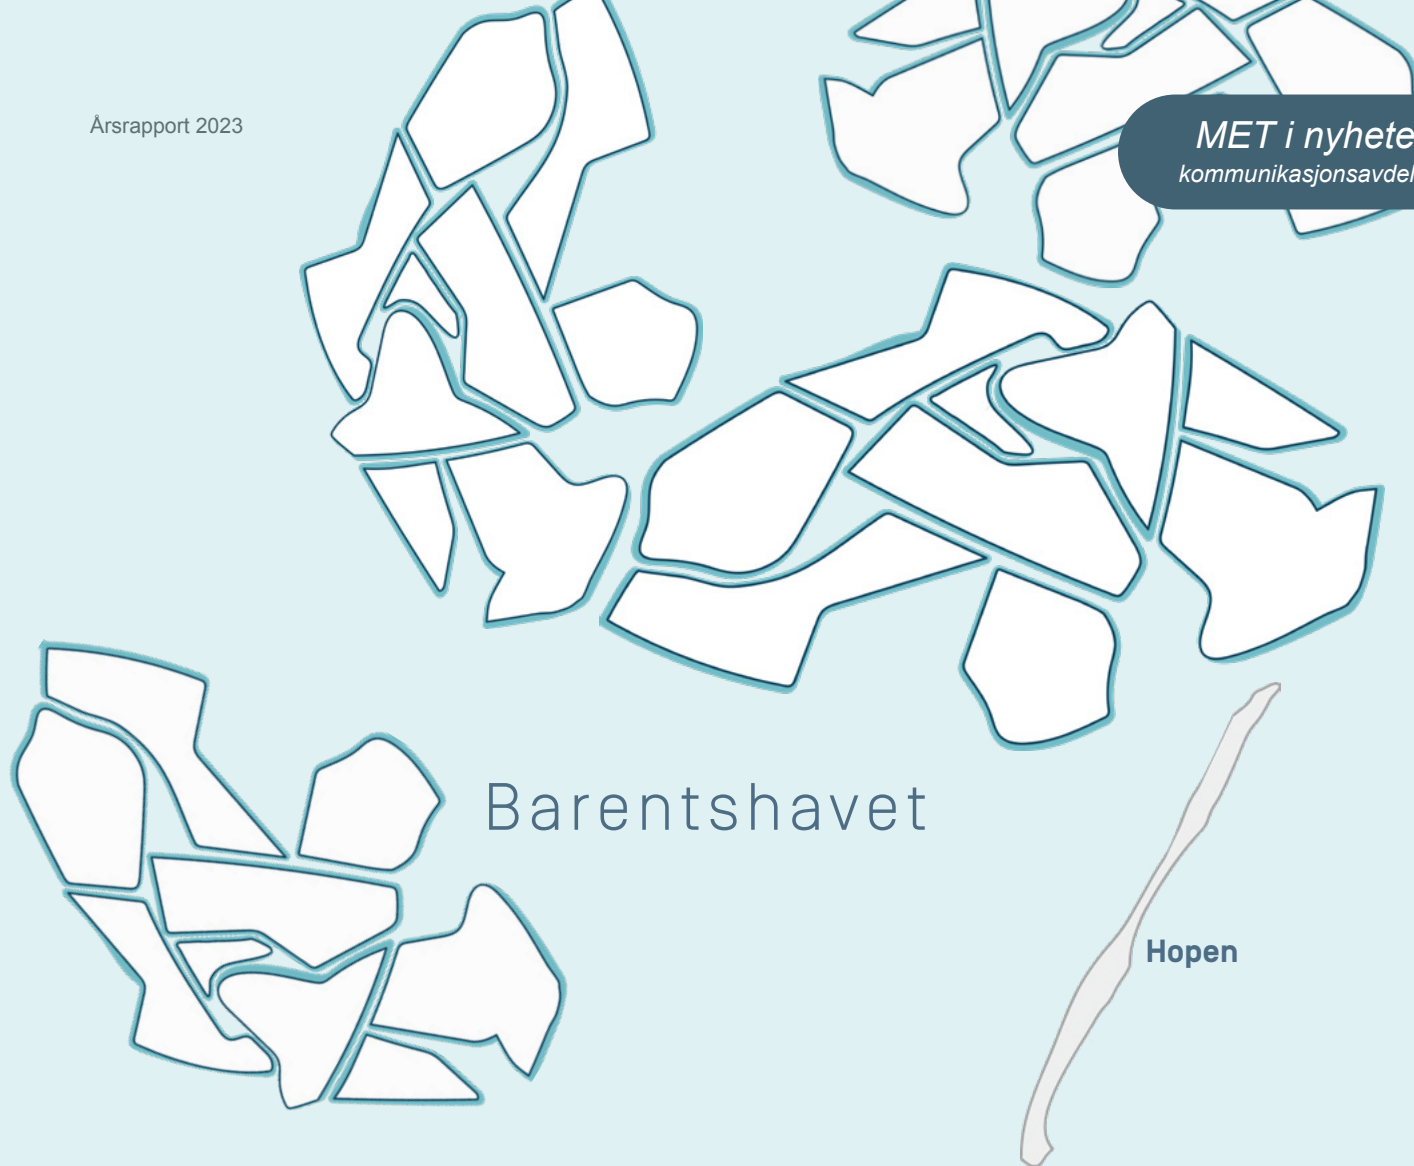 Årsrapport 2023
MET i nyhete
kommunikasjonsavdel
Barentshavet
Hopen